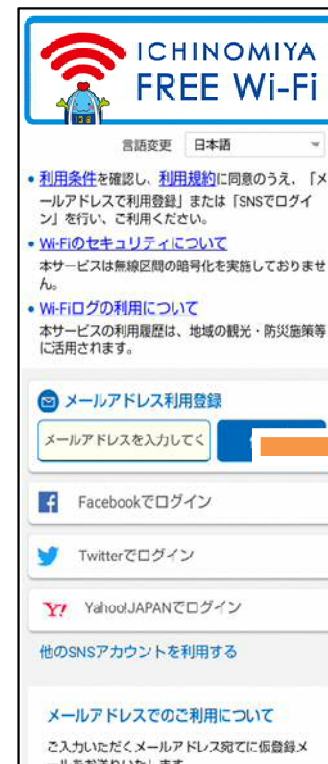 ICHINOMIYA
FREE Wi-Fi
138
言語変更 日本語
• 利用条件を確認し、利用規約に同意のうえ、「メ
ールアドレスで利用登録」または「SNSでログイ
ン」を行い、ご利用ください。
• Wi-Fiのセキュリティについて
本サービスは無線区間の暗号化を実施しておりませ
ん。
• Wi-Fiログの利用について
本サービスの利用履歴は、地域の観光・防災施策等
に活用されます。
メールアドレス利用登録
メールアドレスを入力してく
Facebookでログイン
Twitterでログイン
Y! Yahoo!JAPANでログイン
他のSNSアカウントを利用する
メールアドレスでのご利用について
ご入力いただくメールアドレス宛てに仮登録メ
ールをお送りいたします